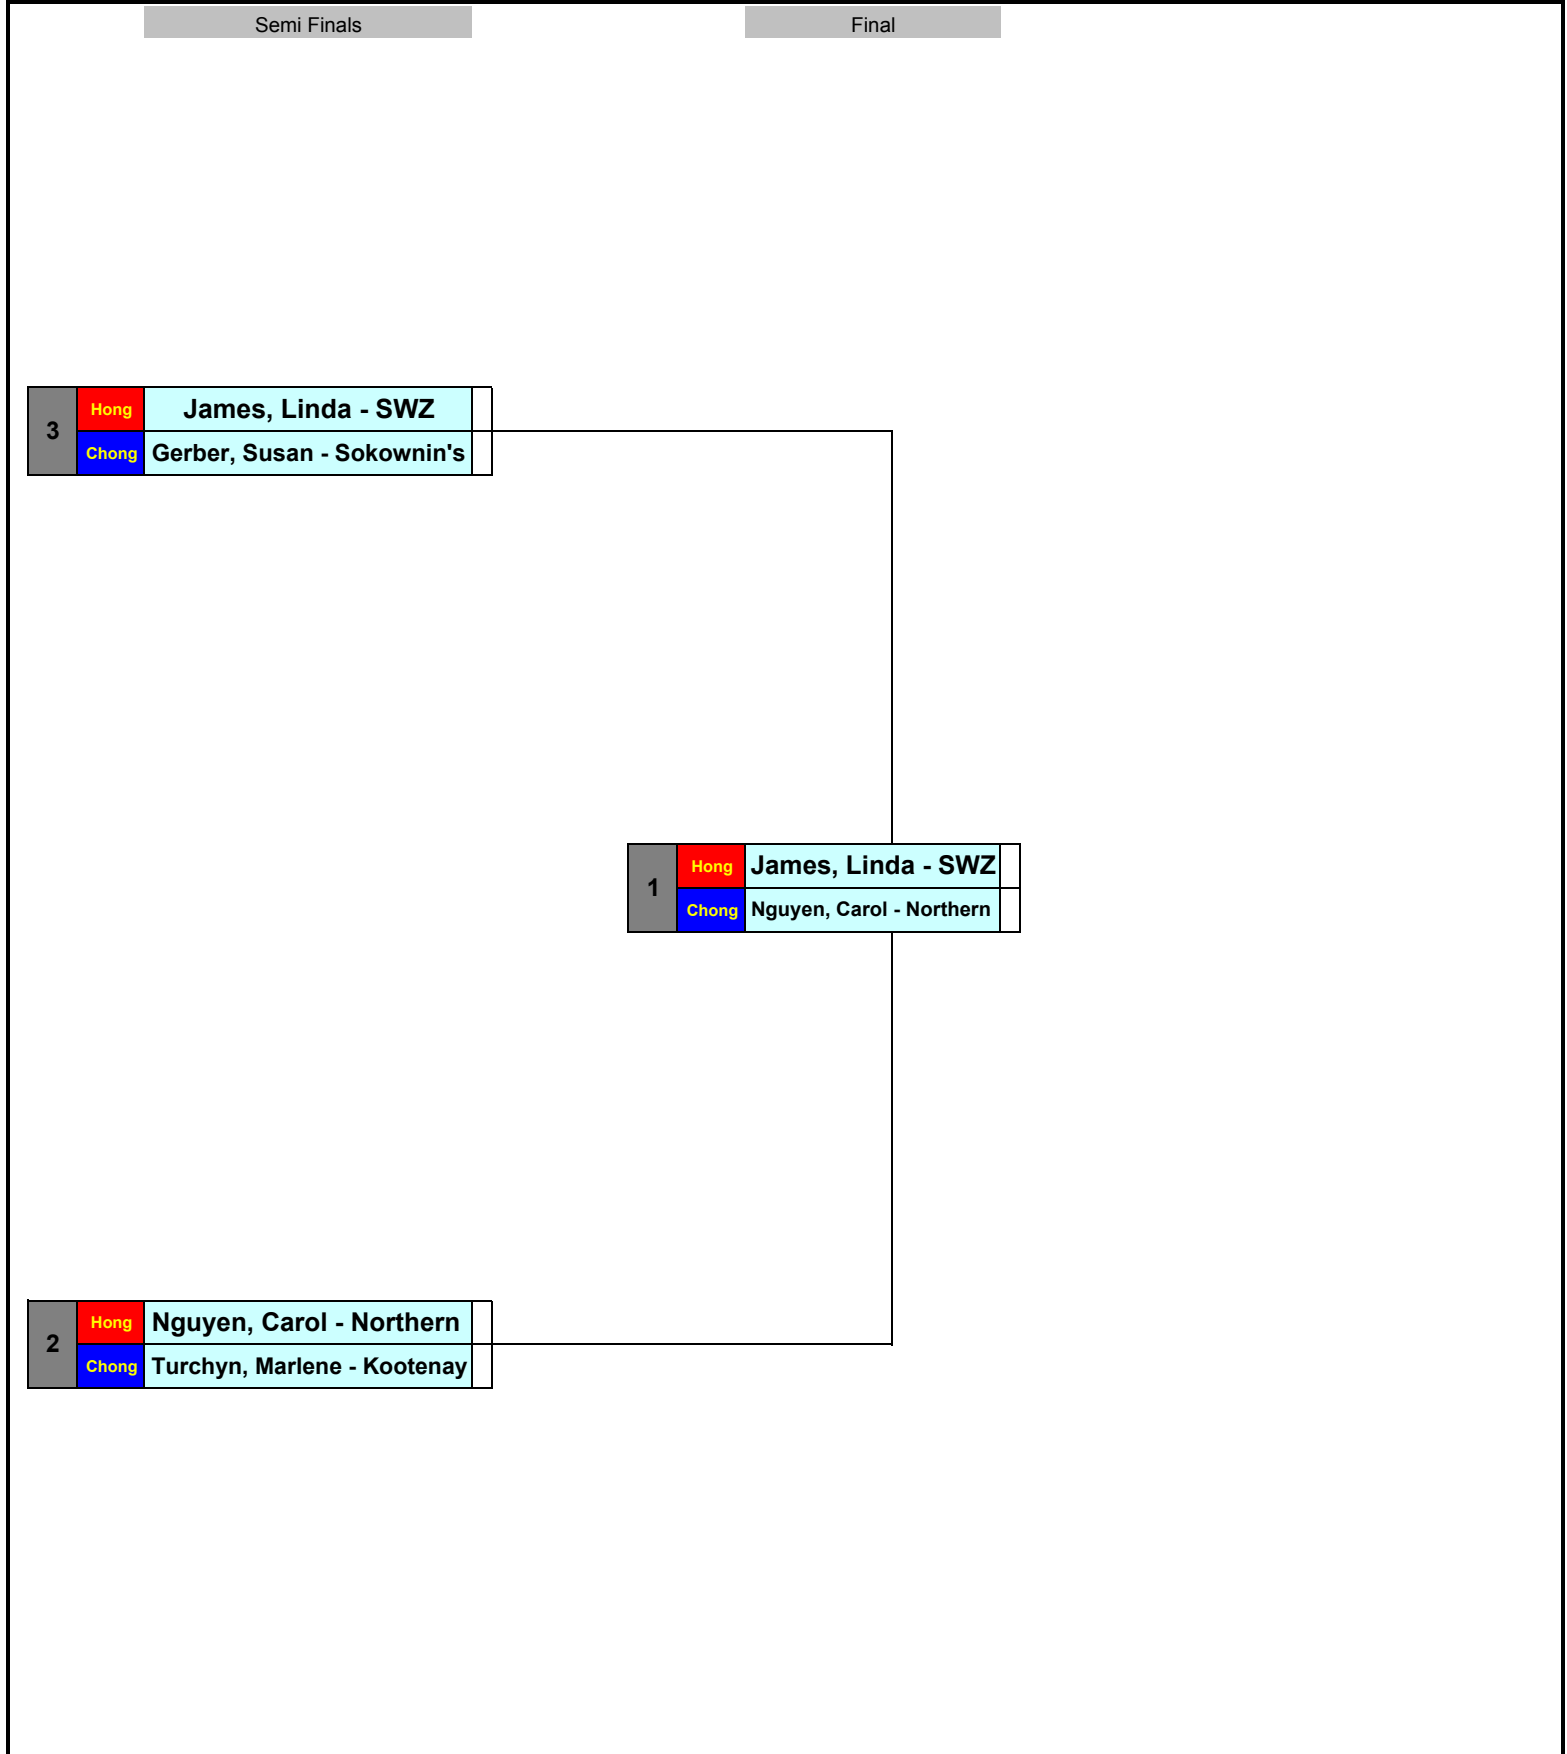 Semi Finals
Final
3
Hong
James, Linda - SWZ
Chong
Gerber, Susan - Sokownin's
1
Hong
James, Linda - SWZ
Chong
Nguyen, Carol - Northern
2
Hong
Nguyen, Carol - Northern
Chong
Turchyn, Marlene - Kootenay